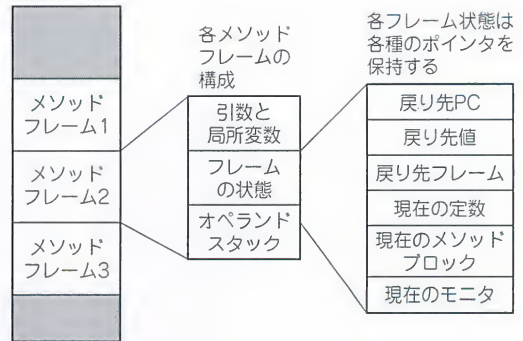 メソッド
フレーム1
メソッド
フレーム2
メソッド
フレーム3
各メソッド
フレームの
構成
引数と
局所変数
フレーム
の状態
オペランド
スタック
各フレーム状態は
各種のポインタを
保持する
戻り先PC
戻り先値
戻り先フレーム
現在の定数
現在のメソッド
ブロック
現在のモニタ